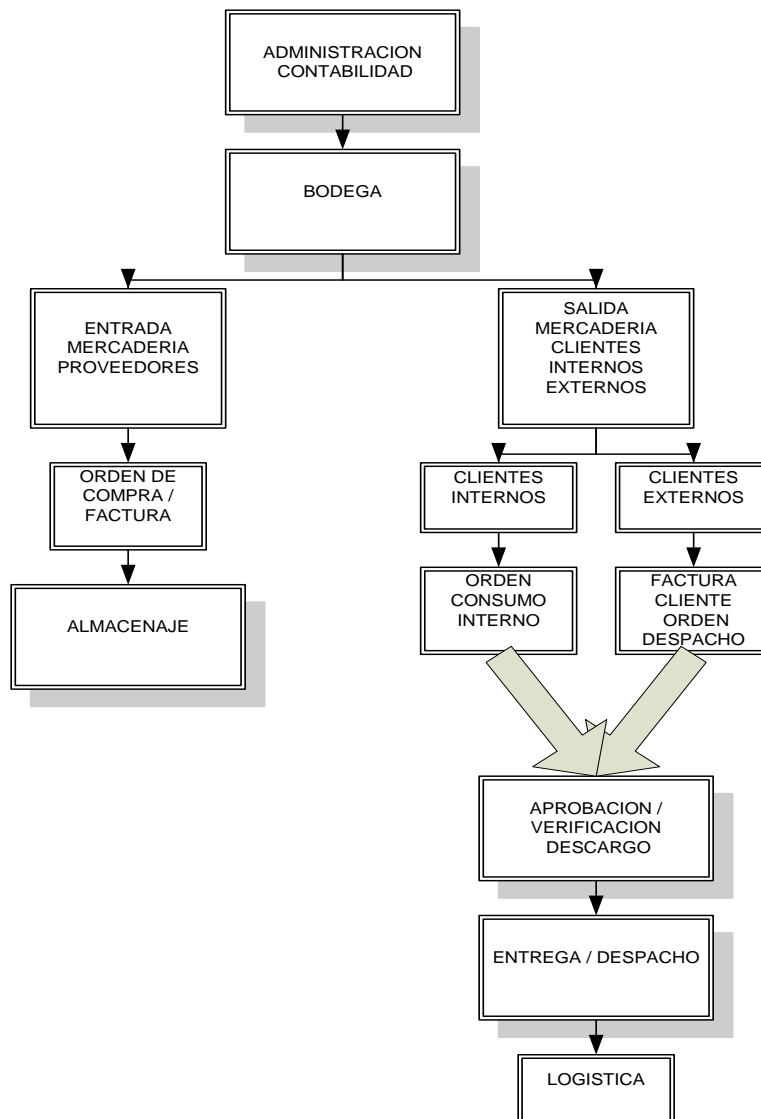 ADMINISTRACION
CONTABILIDAD
BODEGA
ENTRADA
MERCADERIA
PROVEEDORES
SALIDA
MERCADERIA
CLIENTES
INTERNOS
EXTERNOS
ORDEN DE
COMPRA /
FACTURA
CLIENTES
INTERNOS
CLIENTES
EXTERNOS
ALMACENAJE
ORDEN
CONSUMO
INTERNO
FACTURA
CLIENTE
ORDEN
DESPACHO
APROBACION /
VERIFICACION
DESCARGO
ENTREGA / DESPACHO
LOGISTICA